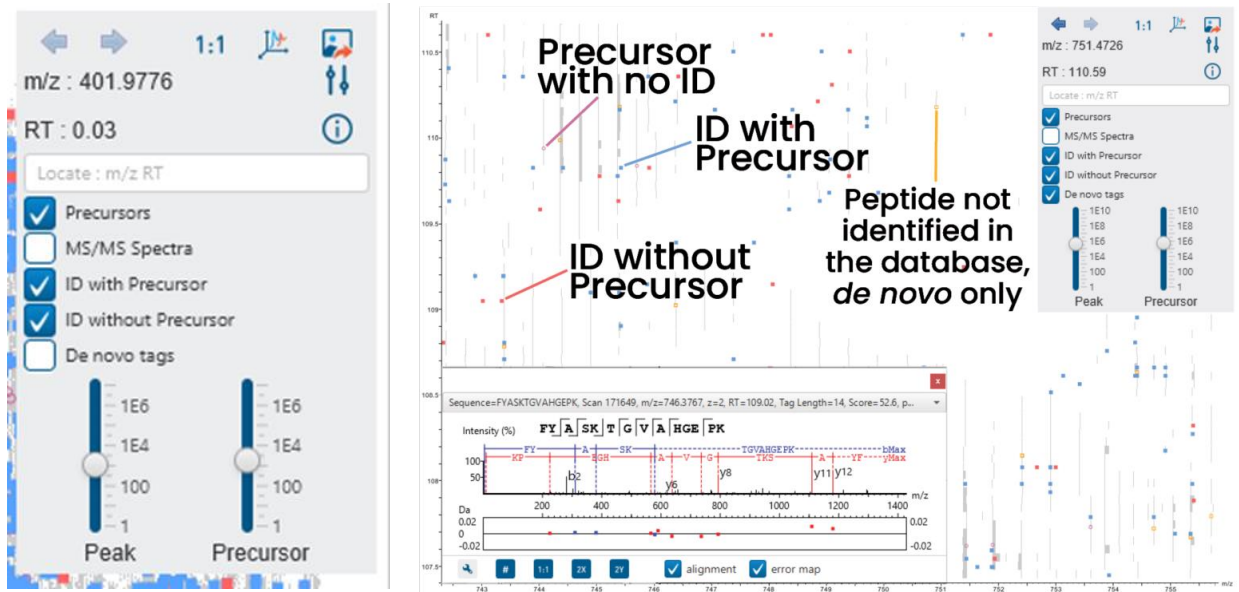 1:1
m/z : 401.9776
RT : 0.03
Locate : m/z RT
Precursors
MS/MS Spectra
ID with Precursor
ID without Precursor
De novo tags
1E6
1E4
100
1
Peak
1E6
1E4
100
1
Precursor
RT
110.5
110
109.5
109
108.5
108
107.5
Precursor
with no ID
ID with
Precursor
ID without
Precursor
Peptide not
identified in
the database,
de novo only
1:1
m/z : 751.4726
RT : 110.59
Locate : m/z RT
Precursors
MS/MS Spectra
ID with Precursor
ID without Precursor
De novo tags
1E10
1E8
1E6
1E4
100
1
Peak
1E10
1E8
1E6
1E4
100
1
Precursor
x
Sequence=FYASKTGVAHGEPK, Scan 171649, m/z=746.3767, z=2, RT=109.02, Tag Length=14, Score=52.6, p...
Intensity (%)
FY A SK T G V A HGE PK
FY A SK TGVAHGEPK bMax
KP EGH A V G TKS A YF yMax
100
50
b2 y6 y8 y11 y12
200 400 600 800 1000 1200 1400 m/z
Da
0.02 0.02
0
-0.02 -0.02
# 1:1 2X 2Y alignment error map
743 744 745 746 747 748 749 750 751 752 753 754 755 m/z